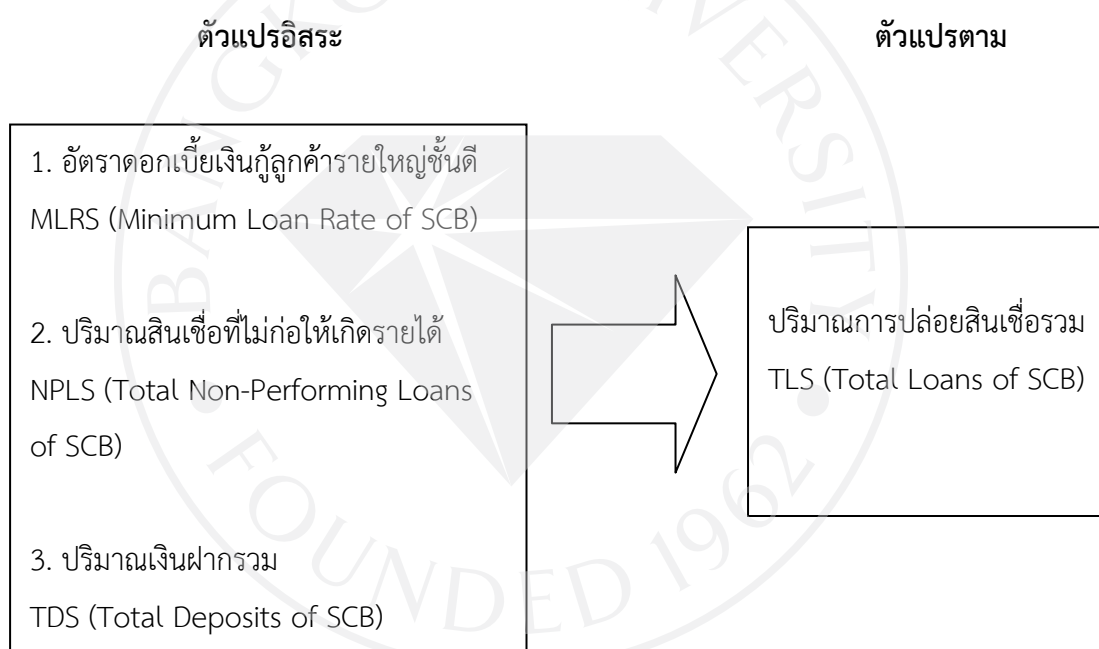 ตัวแปรอิสระ
ตัวแปรตาม
1. อัตราดอกเบี้ยเงินกู้ลูกค้ารายใหญ่ชั้นดี
MLRS (Minimum Loan Rate of SCB)
2. ปริมาณสินเชื่อที่ไม่ก่อให้เกิดรายได้
NPLS (Total Non-Performing Loans
of SCB)
3. ปริมาณเงินฝากรวม
TDS (Total Deposits of SCB)
ปริมาณการปล่อยสินเชื่อรวม
TLS (Total Loans of SCB)
FOUNDED 1962